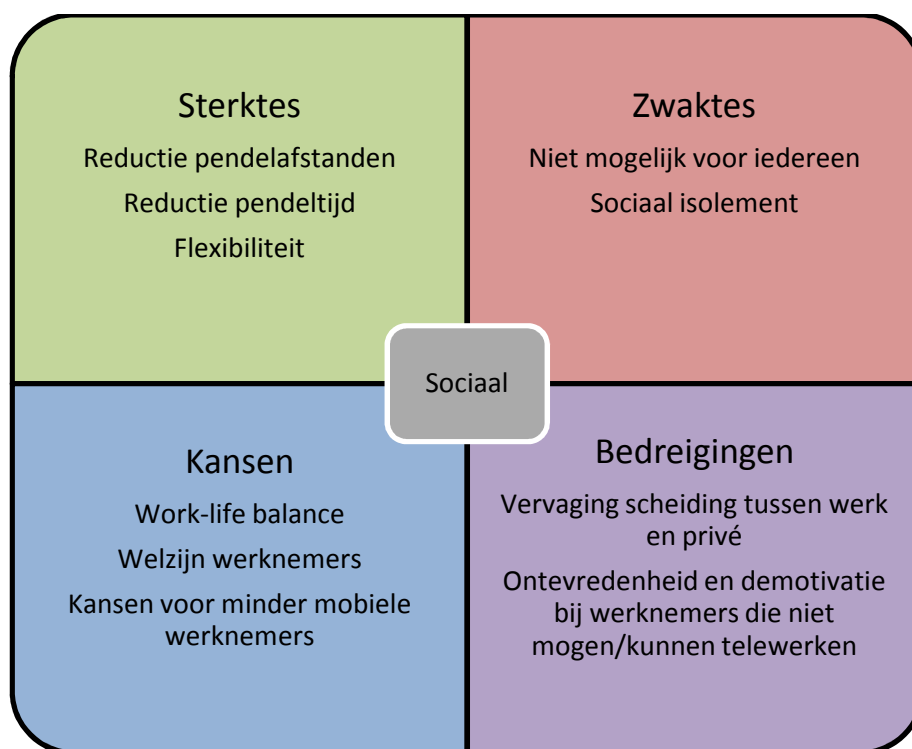 Sterktes
Reductie pendelafstanden
Reductie pendeltijd
Flexibiliteit
Zwaktes
Niet mogelijk voor iedereen
Sociaal isolement
Sociaal
Kansen
Work-life balance
Welzijn werknemers
Kansen voor minder mobiele
werknemers
Bedreigingen
Vervaging scheiding tussen werk
en privé
Ontevredenheid en demotivatie
bij werknemers die niet
mogen/kunnen telewerken